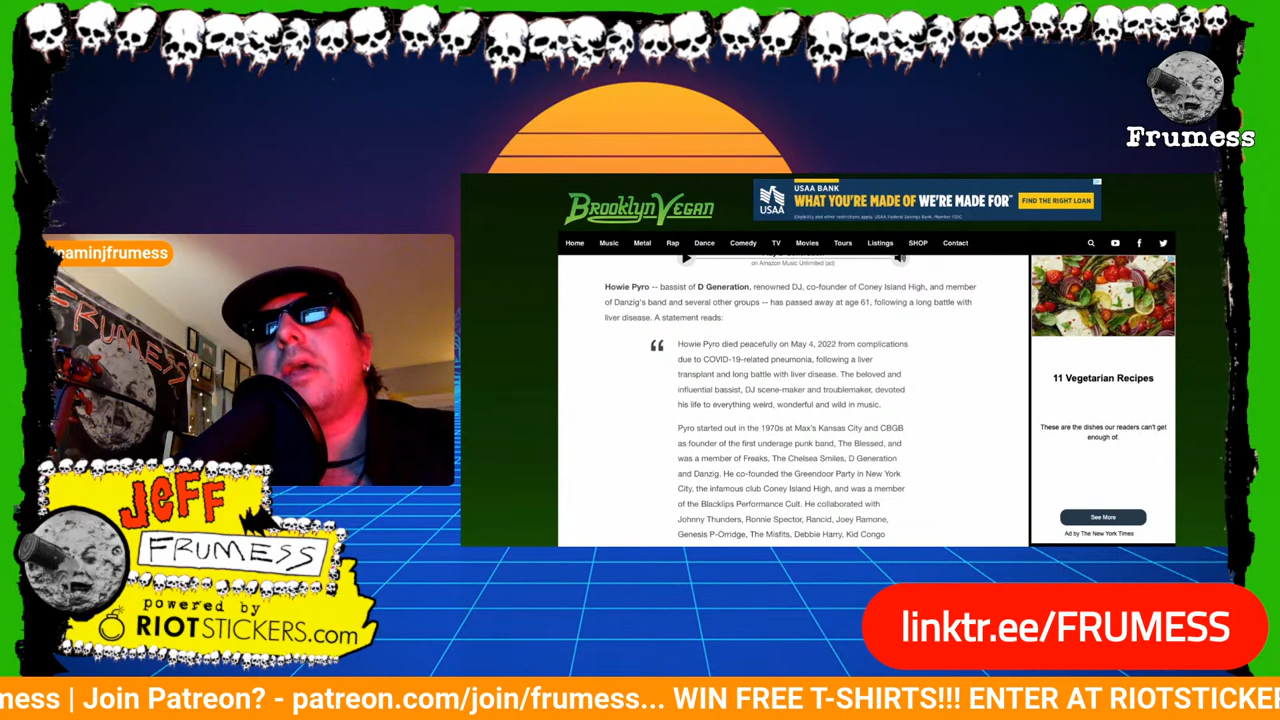 Frumess
BROOKLYNVEGAN
USAA BANK
WHAT YOU'RE MADE OF WE'RE MADE FOR™
FIND THE RIGHT LOAN
USAA
Home Music Metal Rap Dance Comedy TV Movies Tours Listings SHOP Contact
on Amazon Music Unlimited (ad)
Howie Pyro -- bassist of D Generation, renowned DJ, co-founder of Coney Island High, and member
of Danzig's band and several other groups -- has passed away at age 61, following a long battle with
liver disease. A statement reads:
Howie Pyro died peacefully on May 4, 2022 from complications
due to COVID-19-related pneumonia, following a liver
transplant and long battle with liver disease. The beloved and
influential bassist, DJ scene-maker and troublemaker, devoted
his life to everything weird, wonderful and wild in music.
Pyro started out in the 1970s at Max's Kansas City and CBGB
as founder of the first underage punk band, The Blessed, and
was a member of Freaks, The Chelsea Smiles, D Generation
and Danzig. He co-founded the Greendoor Party in New York
City, the infamous club Coney Island High, and was a member
of the Blacklips Performance Cult. He collaborated with
Johnny Thunders, Ronnie Spector, Rancid, Joey Ramone,
Genesis P-Orridge, The Misfits, Debbie Harry, Kid Congo
11 Vegetarian Recipes
These are the dishes our readers can't get
enough of.
See More
Ad by The New York Times
eaminjfrumess
FRUMESS
JEFF
FRUMESS
powered by
RIOTSTICKERS.com
linktr.ee/FRUMESS
mess | Join Patreon? - patreon.com/join/frumess... WIN FREE T-SHIRTS!!! ENTER AT RIOTSTICKE